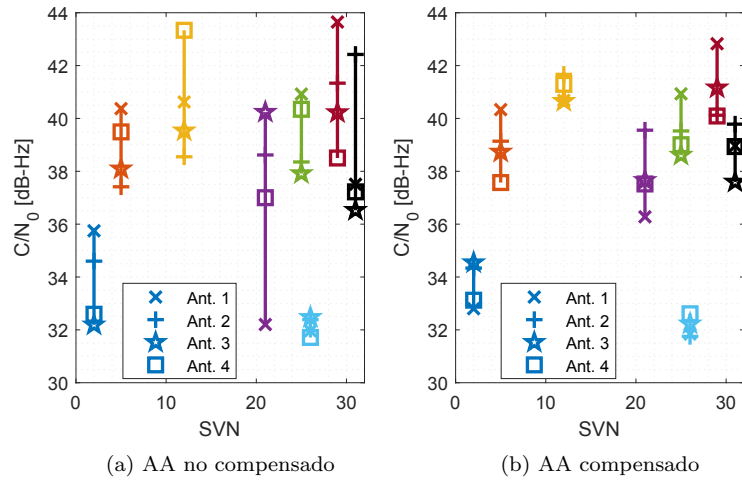 44
42
40
38
36
34
32
30
C/N0 [dB-Hz]
Ant. 1
Ant. 2
Ant. 3
Ant. 4
0 10 20 30
SVN
(a) AA no compensado
44
42
40
38
36
34
32
30
C/N0 [dB-Hz]
Ant. 1
Ant. 2
Ant. 3
Ant. 4
0 10 20 30
SVN
(b) AA compensado